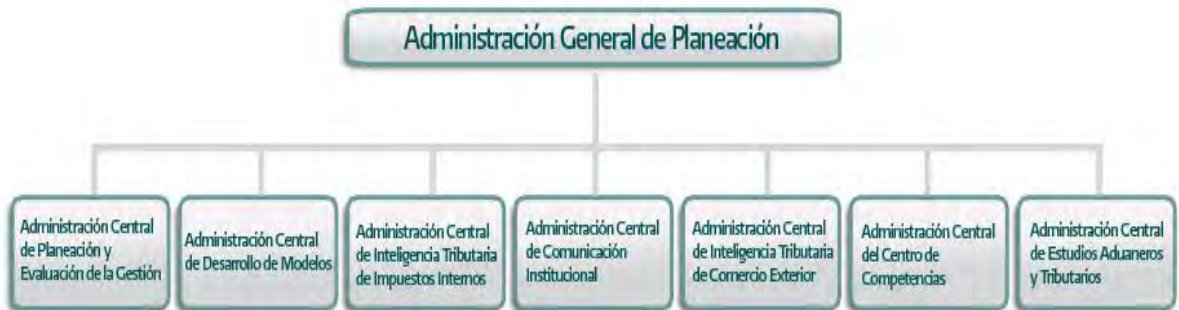 Administración General de Planeación
Administración Central
de Planeación y
Evaluación de la Gestión
Administración Central
de Desarrollo de Modelos
Administración Central
de Inteligencia Tributaria
de Impuestos Internos
Administración Central
de Comunicación
Institucional
Administración Central
de Inteligencia Tributaria
de Comercio Exterior
Administración Central
del Centro de
Competencias
Administración Central
de Estudios Aduaneros
y Tributarios